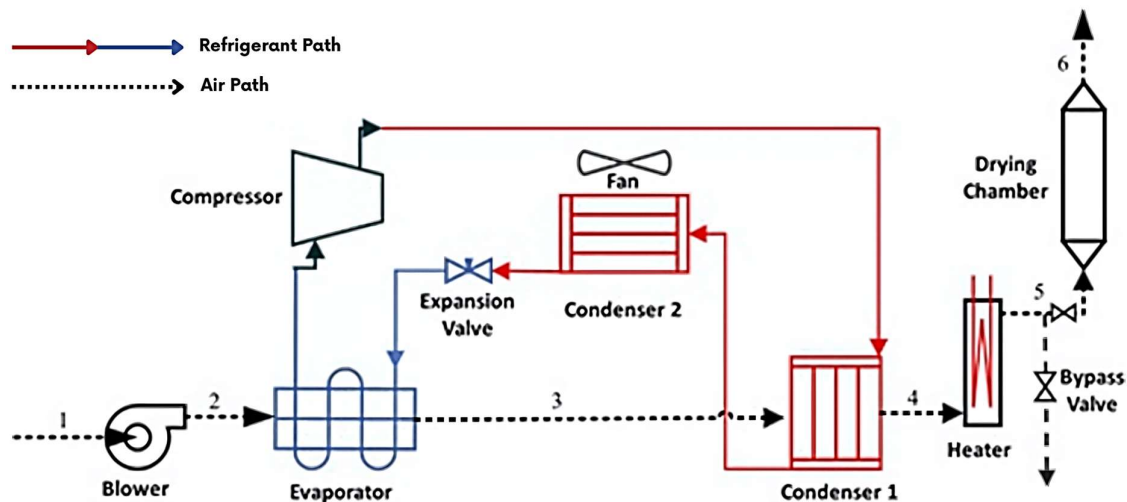 Refrigerant Path
Air Path
6
Drying
Chamber
Fan
Compressor
Expansion
Valve
Condenser 2
5
Bypass
Valve
1
2
3
4
Heater
Blower
Evaporator
Condenser 1